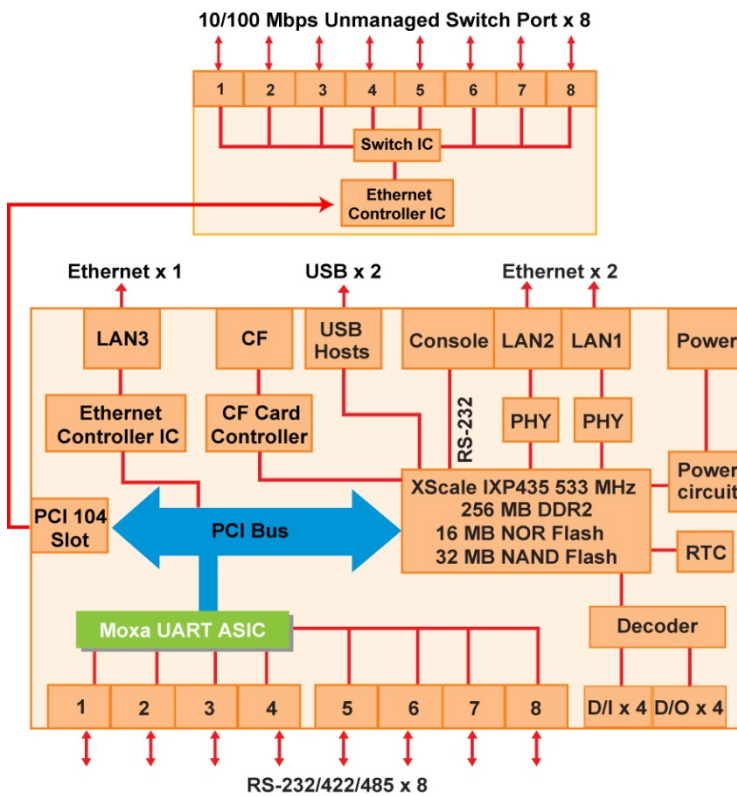 10/100 Mbps Unmanaged Switch Port x 8
1 2 3 4 5 6 7 8
Switch IC
Ethernet
Controller IC
Ethernet x 1
USB x 2
Ethernet x 2
LAN3
CF
USB
Hosts
Console
LAN2
LAN1
Power
Ethernet
Controller IC
CF Card
Controller
RS-232
PHY
PHY
Power
circuit
PCI 104
Slot
PCI Bus
XScale IXP435 533 MHz
256 MB DDR2
16 MB NOR Flash
32 MB NAND Flash
RTC
Moxa UART ASIC
Decoder
1 2 3 4 5 6 7 8
D/I x 4
D/O x 4
RS-232/422/485 x 8